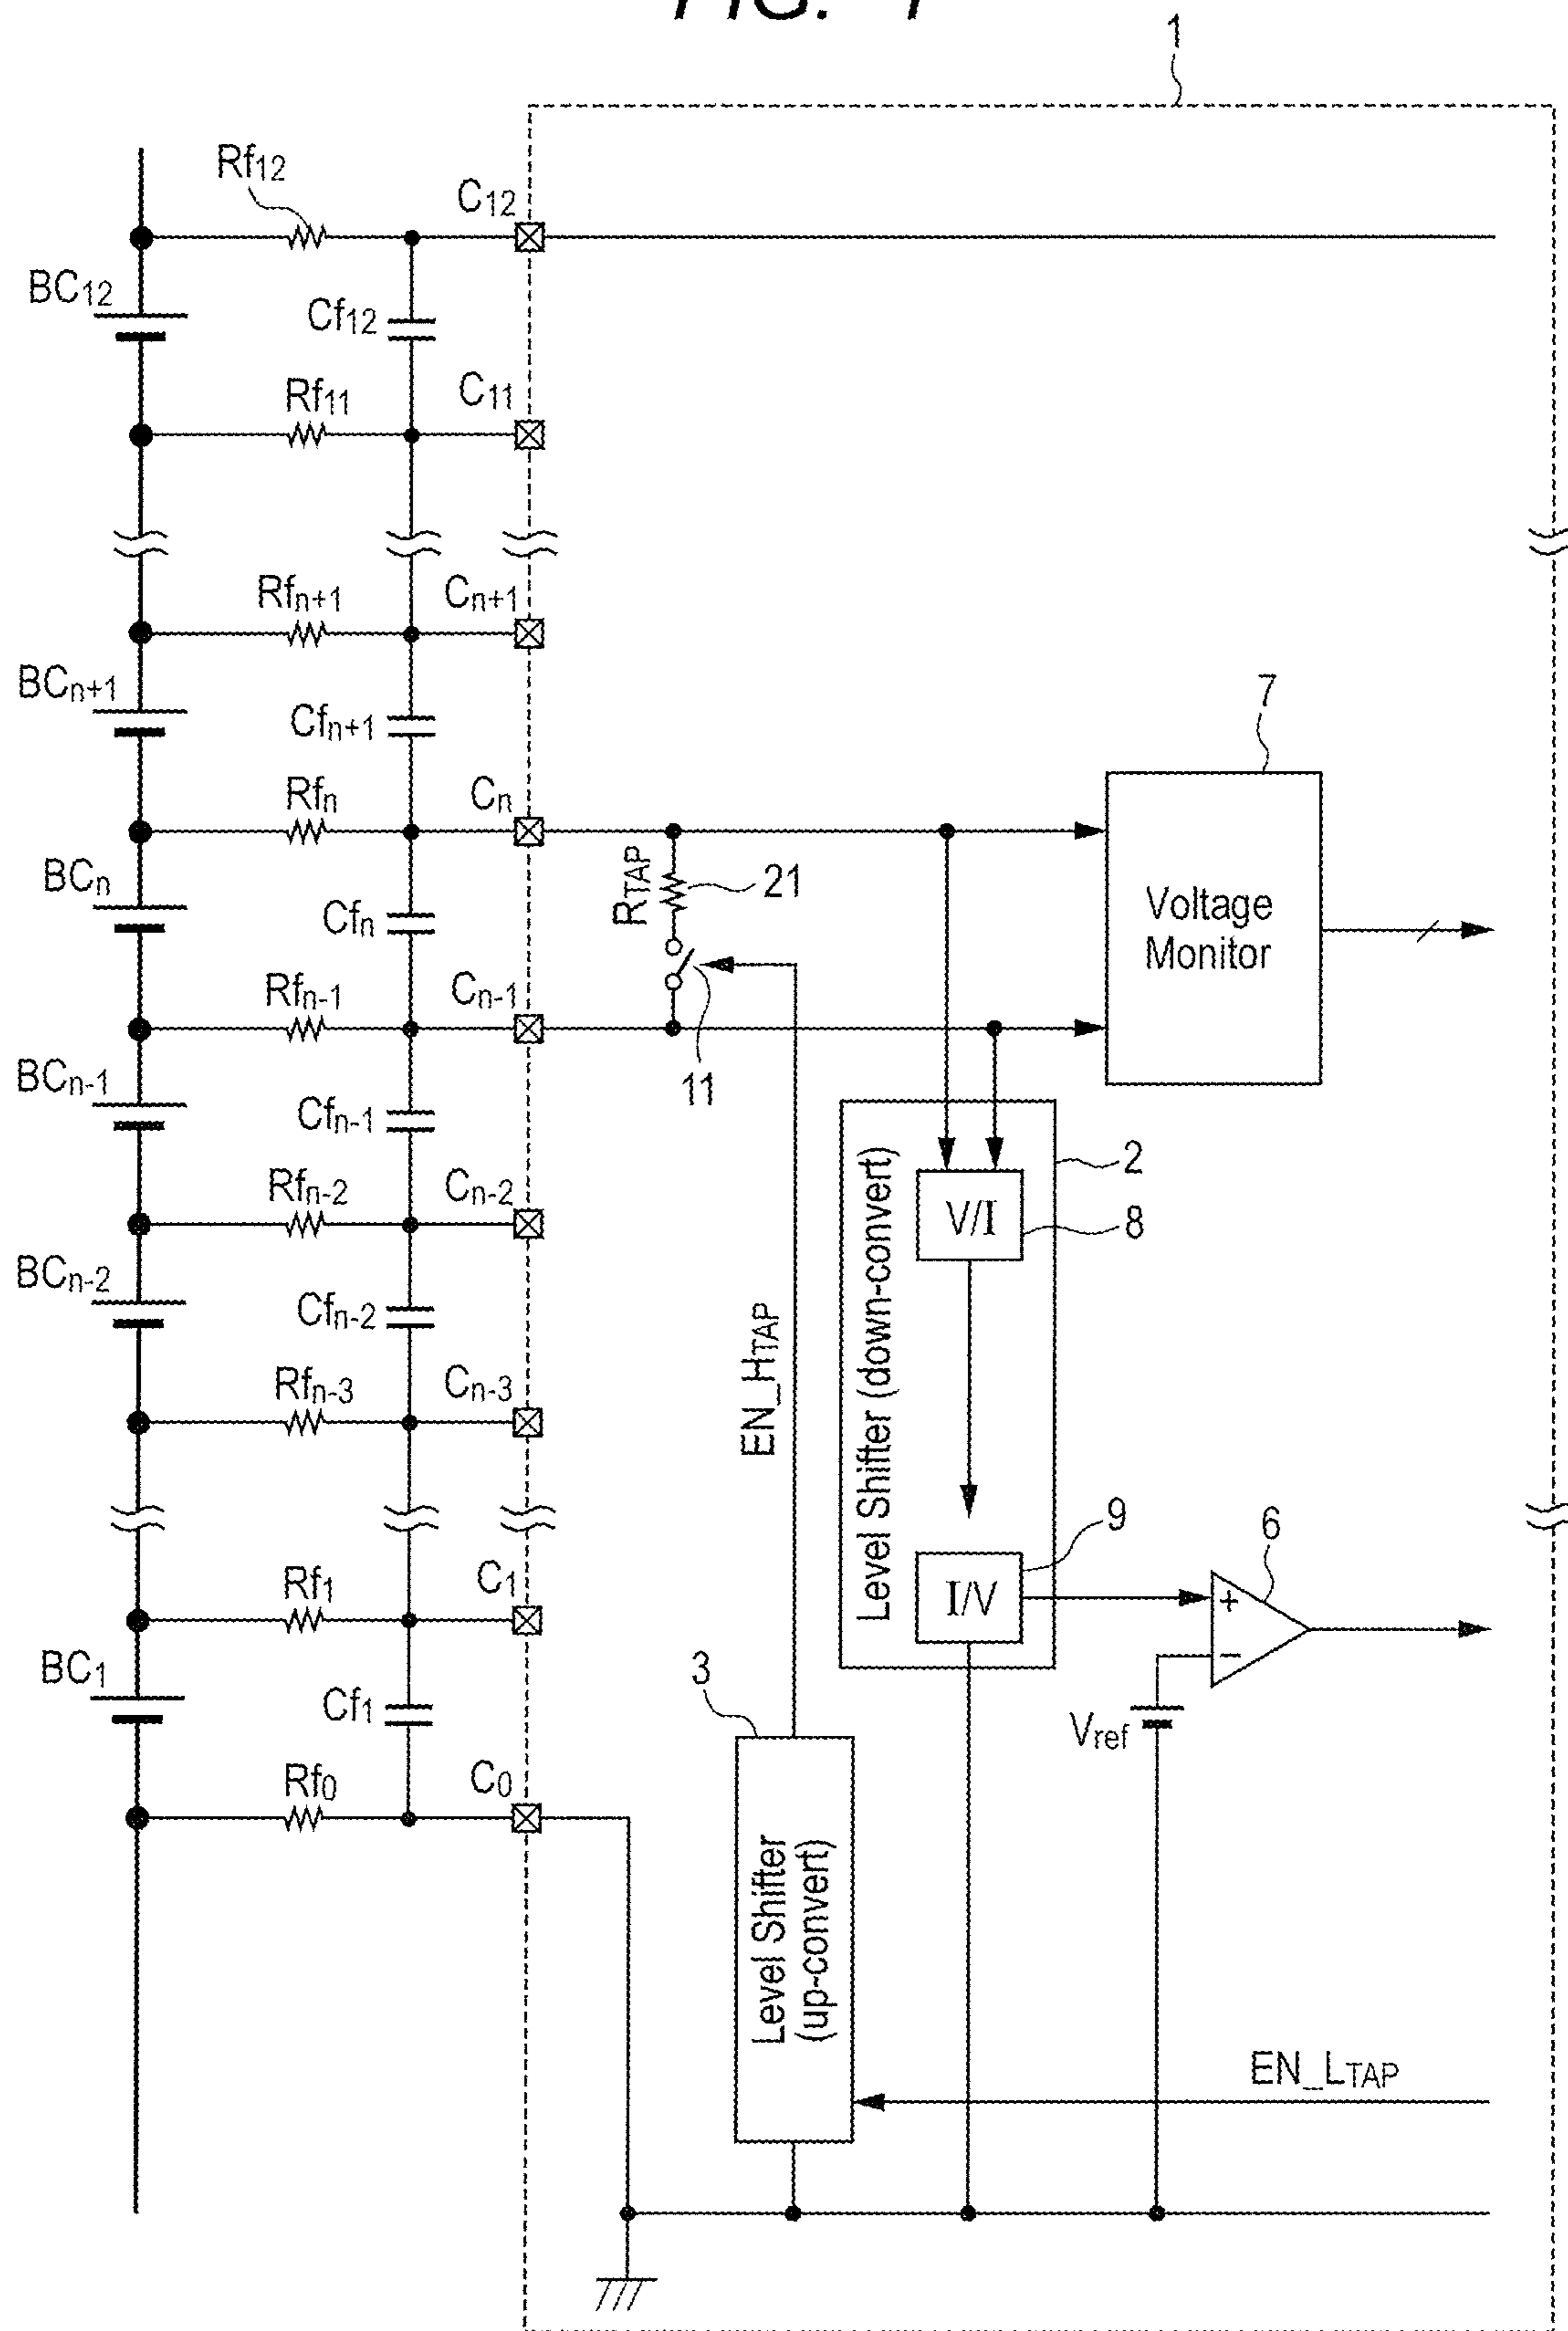 FIG. 1
1
Rf12
C12
BC12
Cf12
Rf11
C11
Rfn+1
Cn+1
BCn+1
Cfn+1
7
Rfn
Cn
Voltage
Monitor
BCn
Cfn
RTAP
21
Rfn-1
Cn-1
11
BCn-1
Cfn-1
2
V/I
8
Rfn-2
Cn-2
BCn-2
Cfn-2
Level Shifter (down-convert)
EN_HTAP
Rfn-3
Cn-3
9
6
Rf1
C1
I/V
+
−
BC1
Cf1
3
Vref
Rf0
C0
Level Shifter
(up-convert)
EN_LTAP